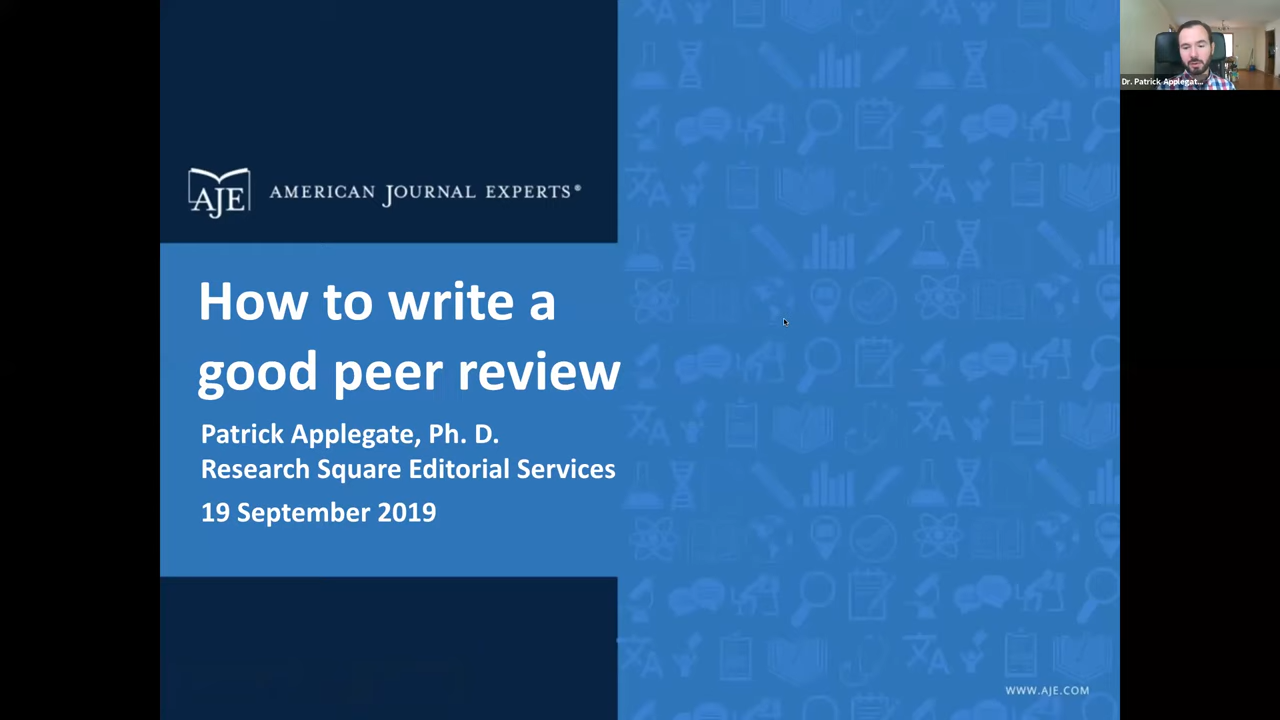 Dr. Patrick Applegat...
AJE
AMERICAN JOURNAL EXPERTS®
How to write a
good peer review
Patrick Applegate, Ph. D.
Research Square Editorial Services
19 September 2019
WWW.AJE.COM